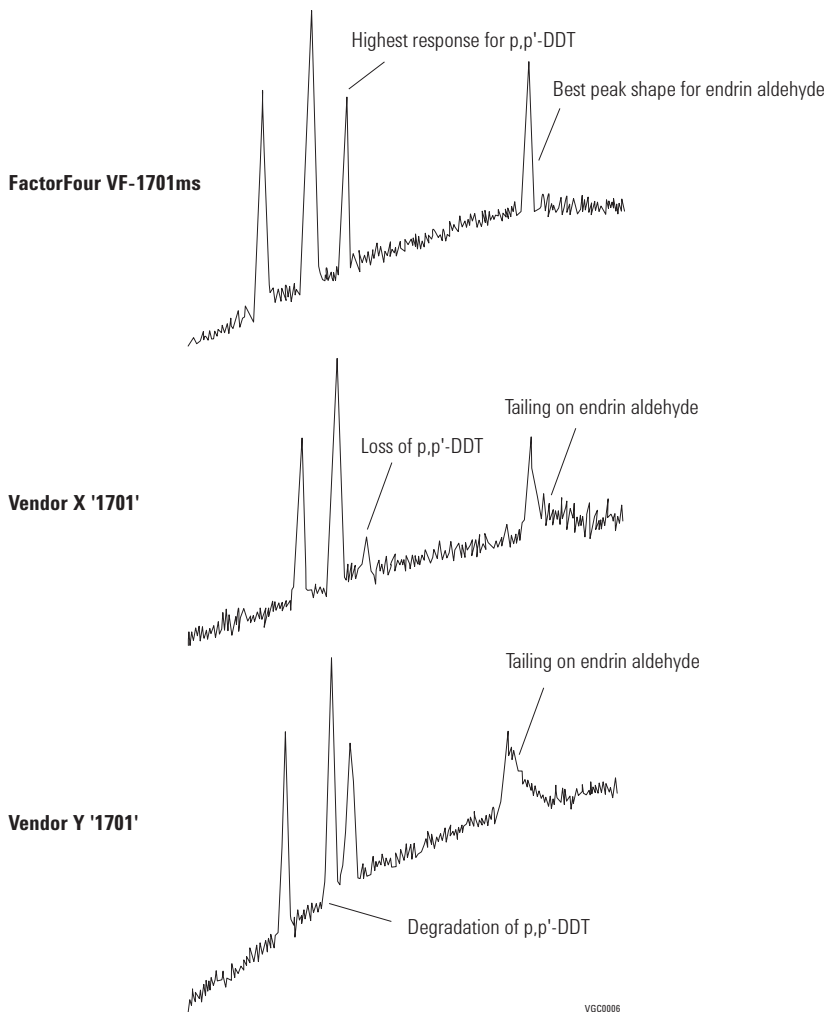 Highest response for p,p'-DDT
Best peak shape for endrin aldehyde
FactorFour VF-1701ms
Tailing on endrin aldehyde
Loss of p,p'-DDT
Vendor X '1701'
Tailing on endrin aldehyde
Vendor Y '1701'
Degradation of p,p'-DDT
VGC0006